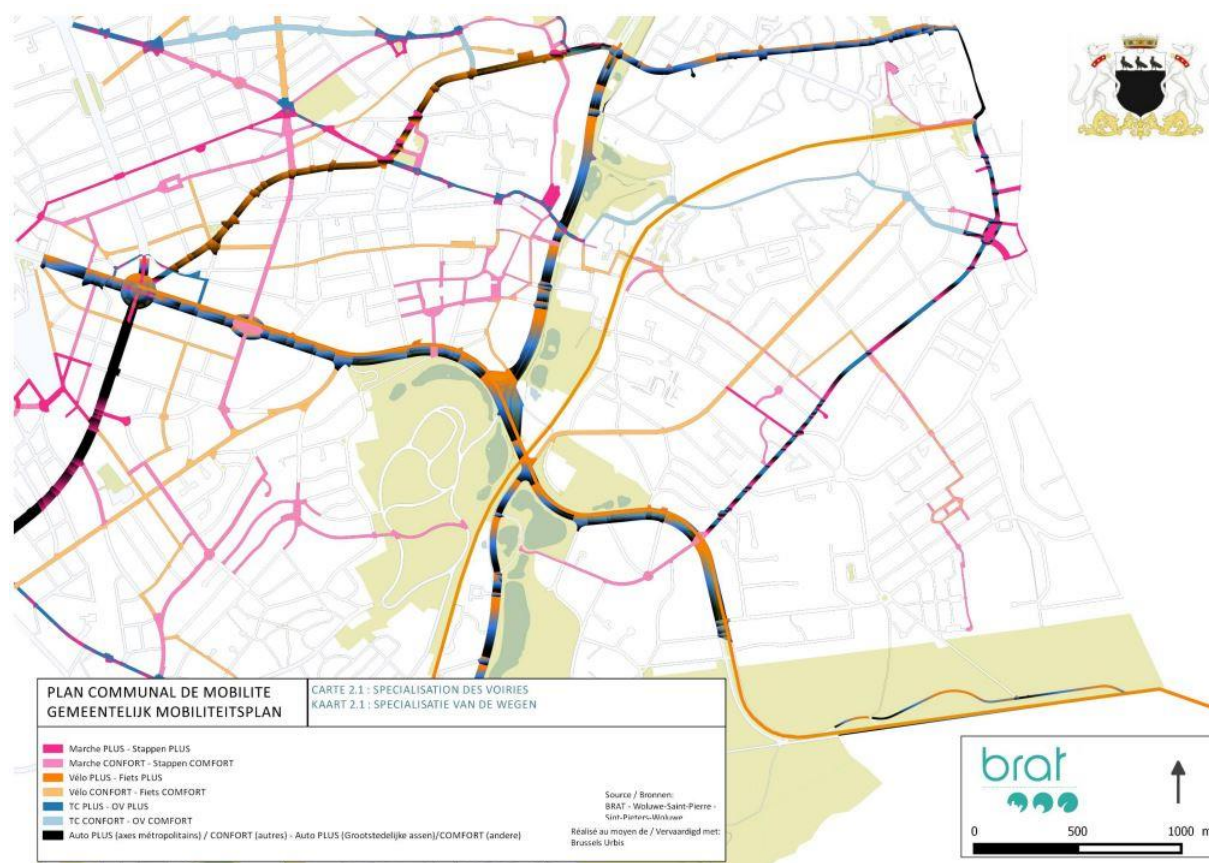 PLAN COMMUNAL DE MOBILITE
GEMEENTELIJK MOBILITEITSPLAN
CARTE 2.1 : SPECIALISATION DES VOIRIES
KAART 2.1 : SPECIALISATIE VAN DE WEGEN
Marche PLUS - Stappen PLUS
Marche CONFORT - Stappen COMFORT
Vélo PLUS - Fiets PLUS
Vélo CONFORT - Fiets COMFORT
TC PLUS - OV PLUS
TC CONFORT - OV COMFORT
Auto PLUS (axes métropolitains) / CONFORT (autres) - Auto PLUS (Grootstedelijke assen)/COMFORT (andere)
Source / Bronnen:
BRAT - Woluwe-Saint-Pierre -
Sint-Pieters-Woluwe
Réalisé au moyen de / Vervaardigd met:
Brussels Urbis
brat
0 500 1000 m